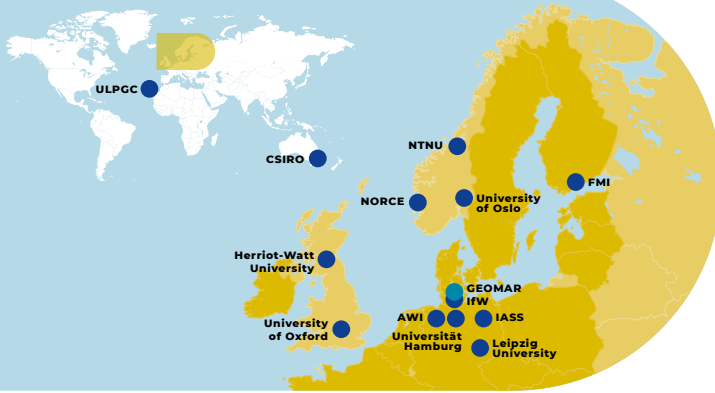 ULPGC
CSIRO
NTNU
FMI
NORCE
University
of Oslo
Herriot-Watt
University
GEOMAR
IfW
AWI
IASS
University
of Oxford
Universität
Hamburg
Leipzig
University